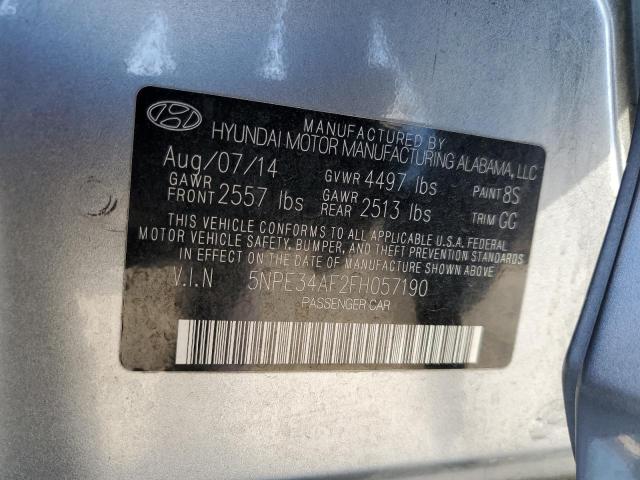 MANUFACTURED BY
HYUNDAI MOTOR MANUFACTURING ALABAMA, LLC
Aug/07/14 GVWR 4497 lbs PAINT 8S
GAWR FRONT 2557 lbs GAWR REAR 2513 lbs TRIM GG
THIS VEHICLE CONFORMS TO ALL APPLICABLE U.S.A. FEDERAL
MOTOR VEHICLE SAFETY, BUMPER, AND THEFT PREVENTION STANDARDS
IN EFFECT ON THE DATE OF MANUFACTURE SHOWN ABOVE.
V.I.N 5NPE34AF2FH057190
PASSENGER CAR